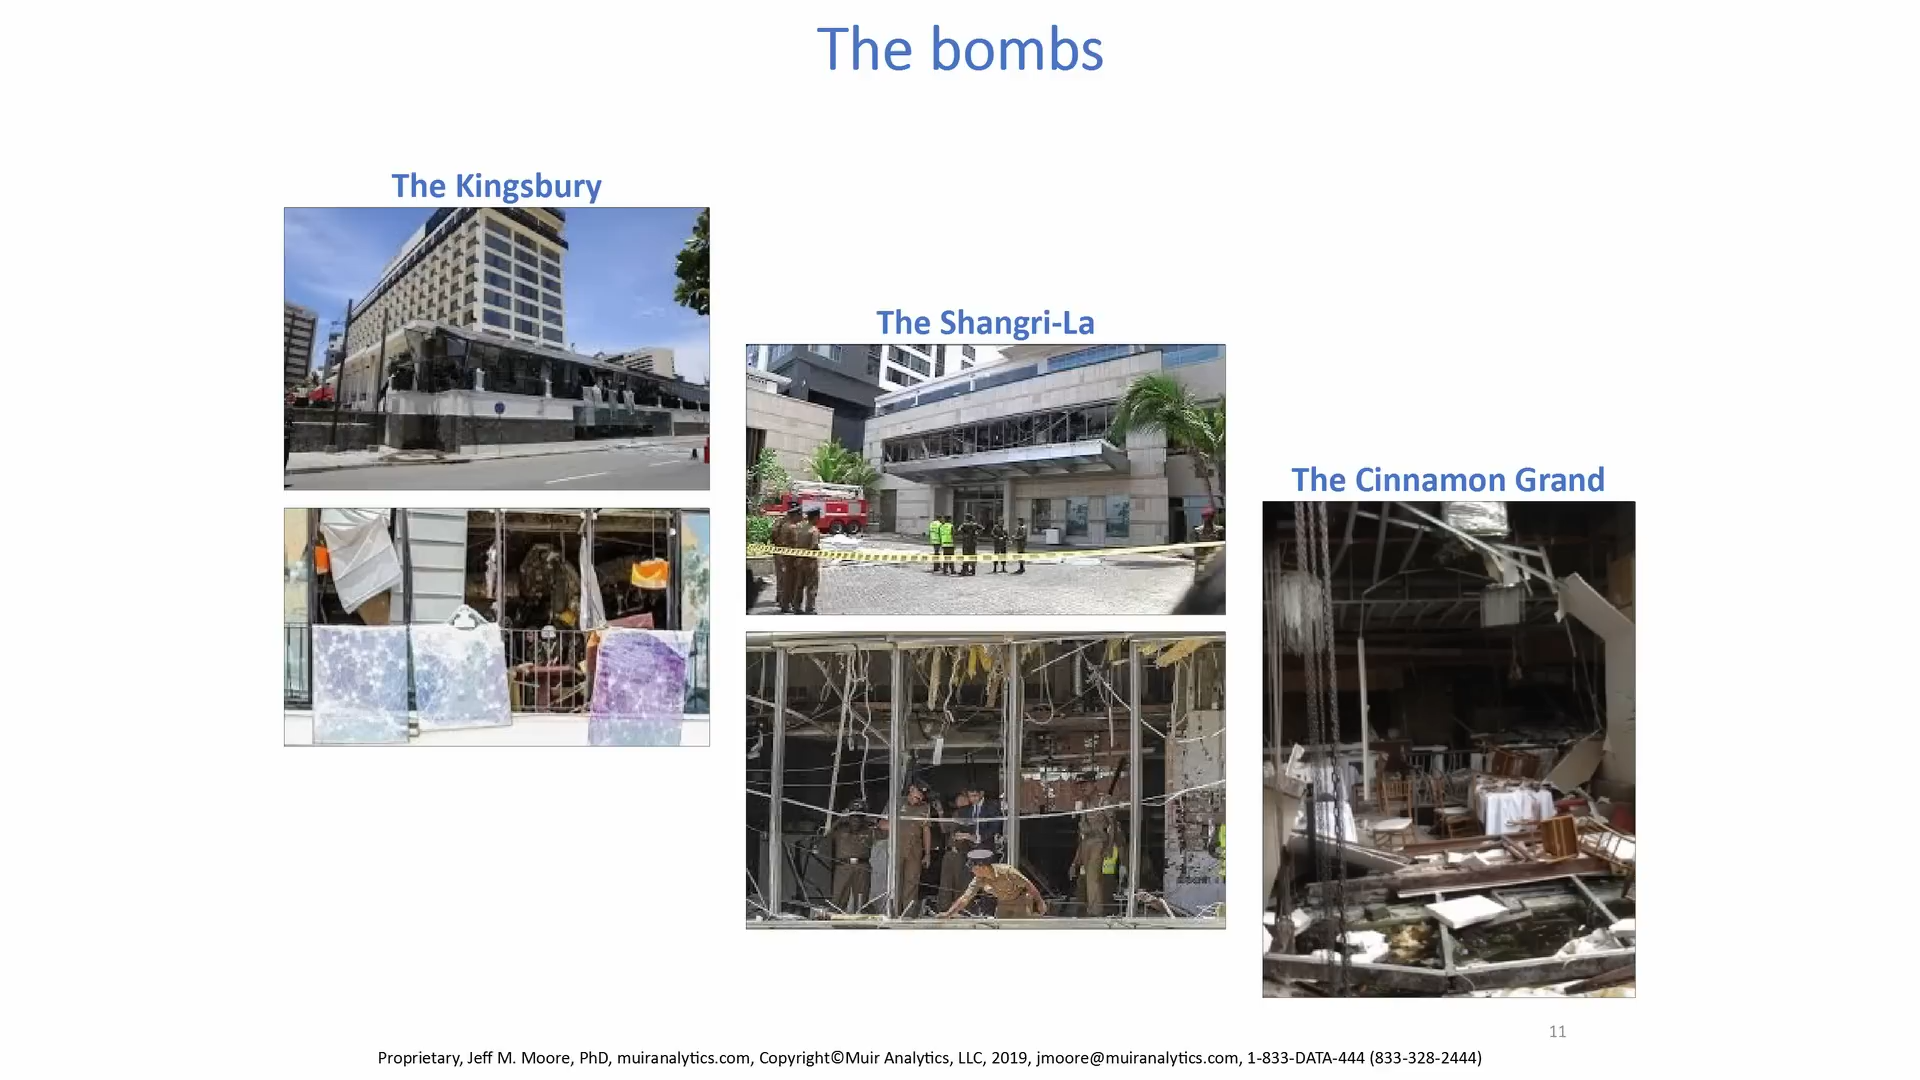 The bombs
The Kingsbury
The Shangri-La
The Cinnamon Grand
11
Proprietary, Jeff M. Moore, PhD, muiranalytics.com, Copyright©Muir Analytics, LLC, 2019, jmoore@muiranalytics.com, 1-833-DATA-444 (833-328-2444)